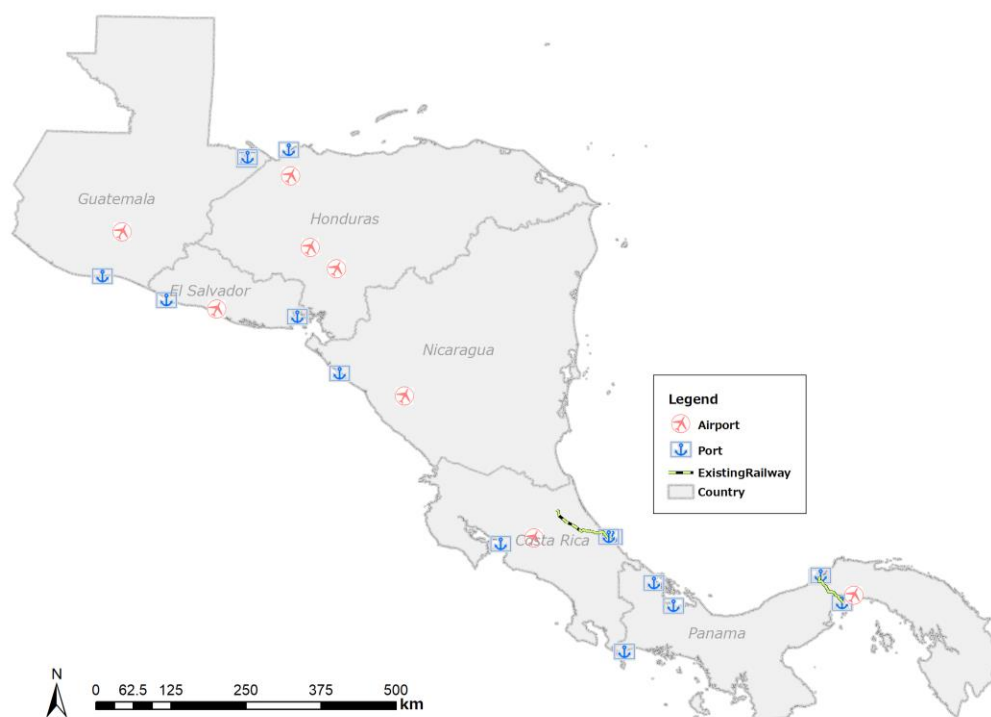 Guatemala
Honduras
El Salvador
Nicaragua
Legend
Airport
Port
ExistingRailway
Country
Costa Rica
Panama
N
0 62.5 125 250 375 500 km